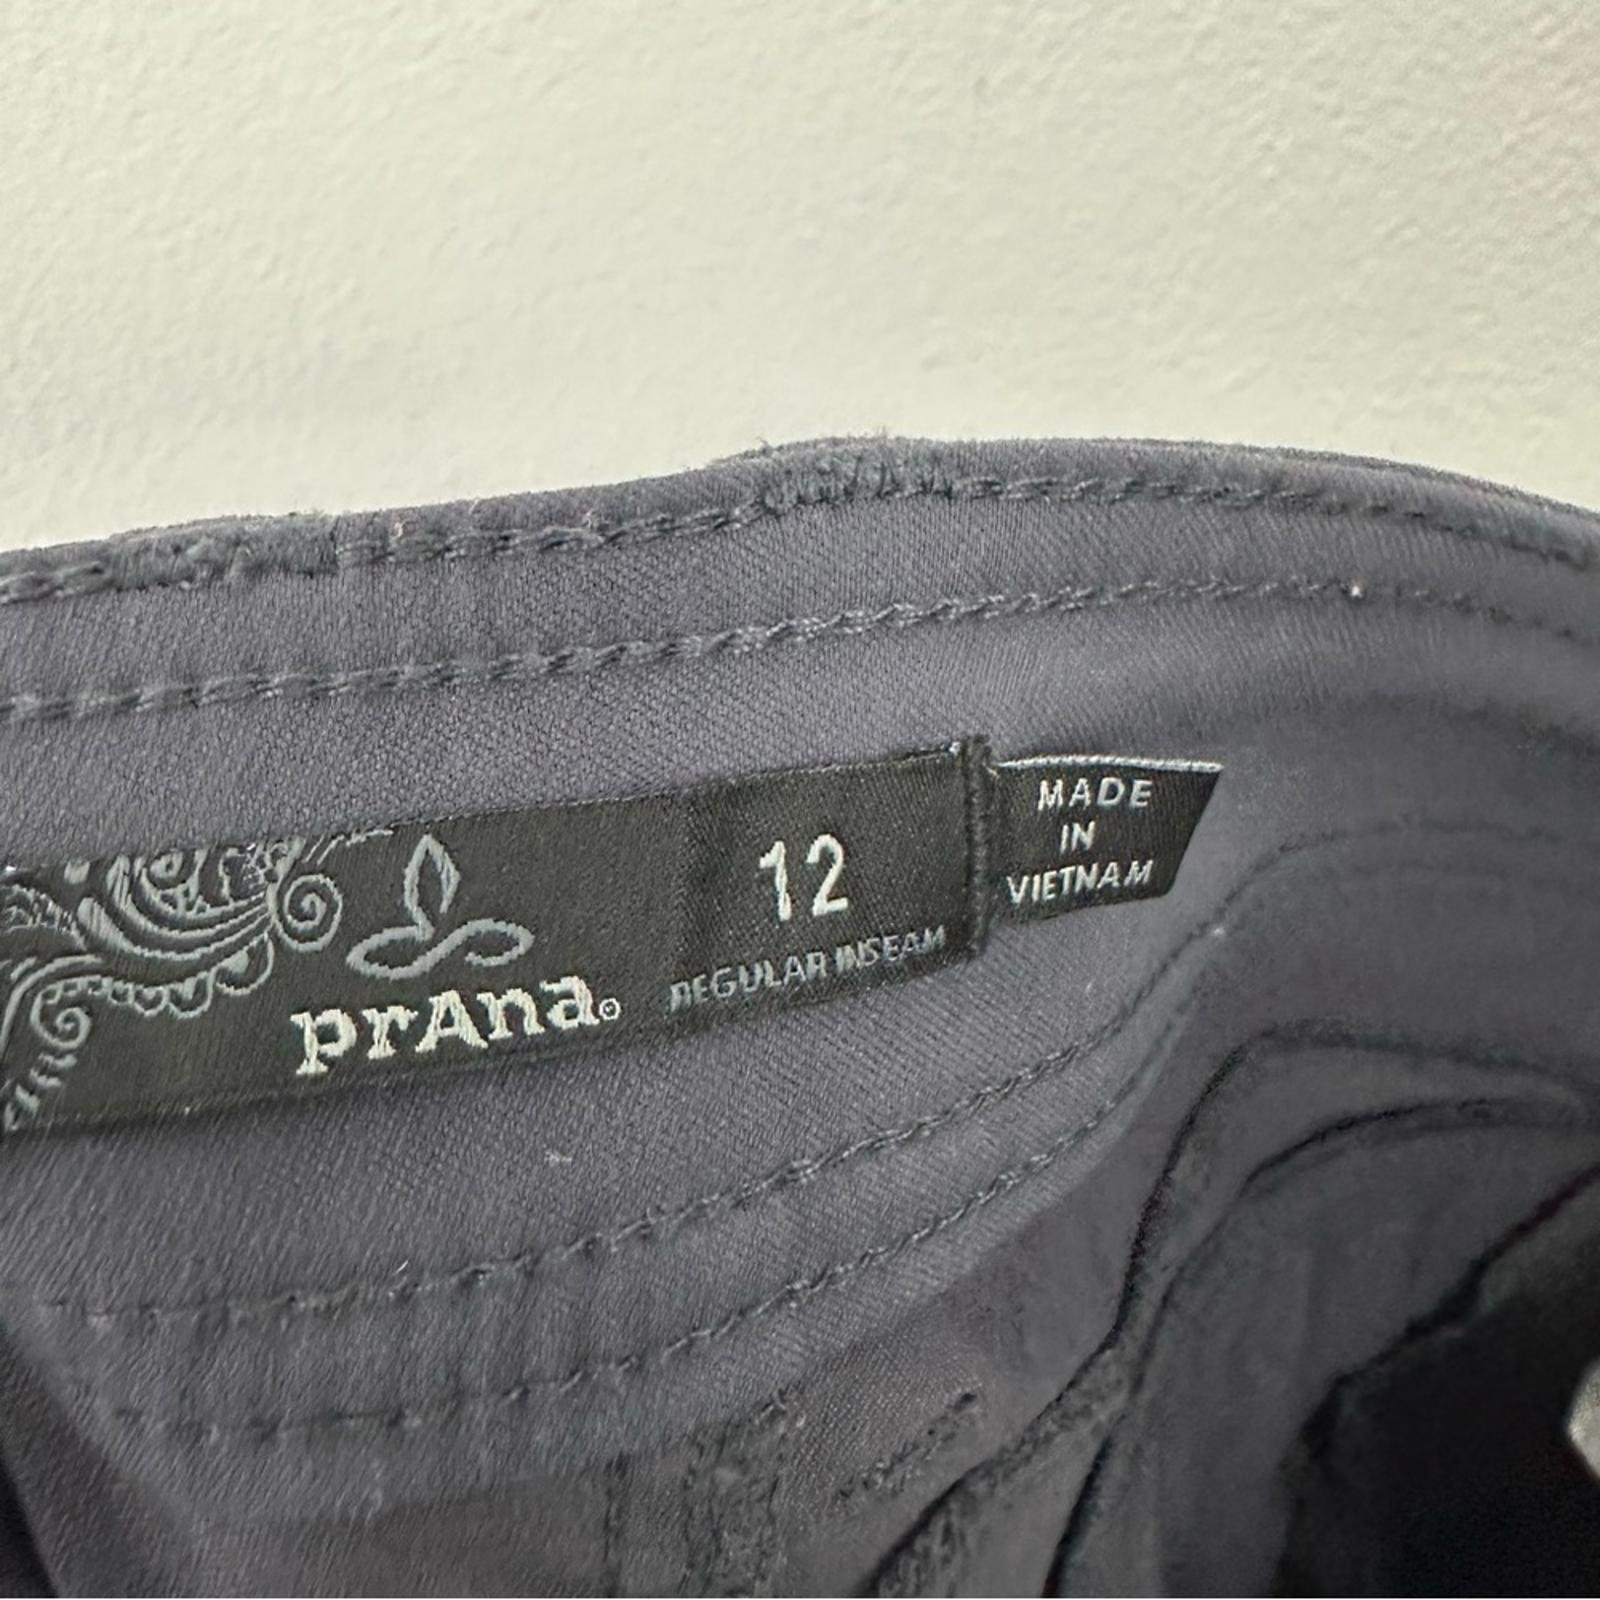 prAna®
12
REGULAR INSEAM
MADE
IN
VIETNAM